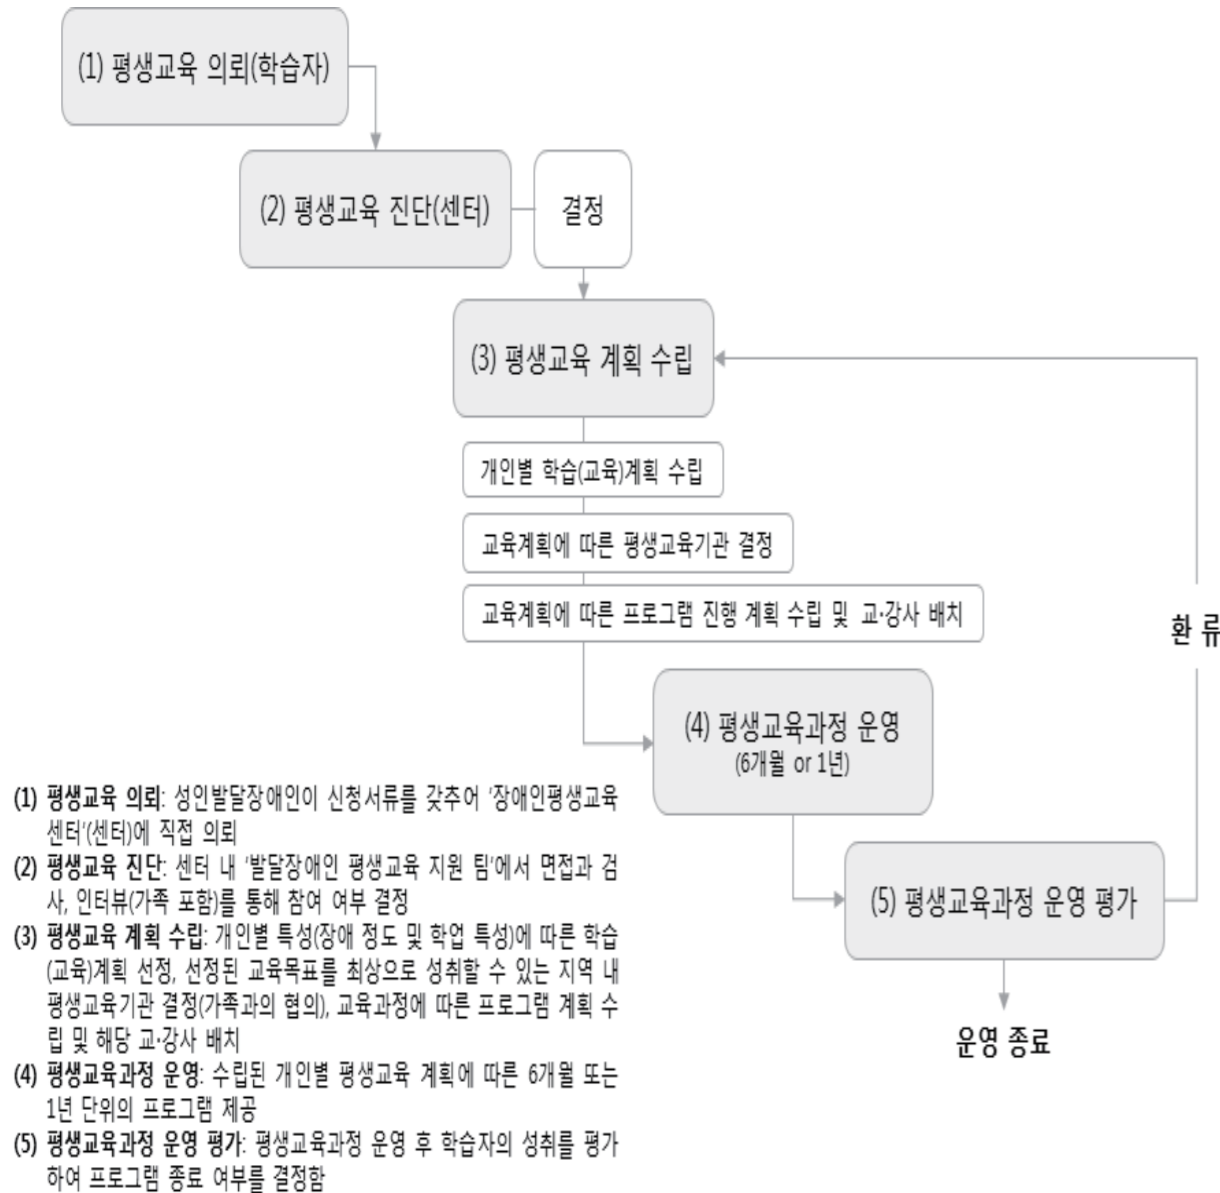 (1) 평생교육 의뢰(학습자)
(2) 평생교육 진단(센터)
결정
(3) 평생교육 계획 수립
개인별 학습(교육)계획 수립
교육계획에 따른 평생교육기관 결정
교육계획에 따른 프로그램 진행 계획 수립 및 교·강사 배치
환 류
(4) 평생교육과정 운영
(6개월 or 1년)
(5) 평생교육과정 운영 평가
운영 종료
(1) 평생교육 의뢰: 성인발달장애인이 신청서류를 갖추어 '장애인평생교육
센터'(센터)에 직접 의뢰
(2) 평생교육 진단: 센터 내 '발달장애인 평생교육 지원 팀'에서 면접과 검
사, 인터뷰(가족 포함)를 통해 참여 여부 결정
(3) 평생교육 계획 수립: 개인별 특성(장애 정도 및 학업 특성)에 따른 학습
(교육)계획 선정, 선정된 교육목표를 최상으로 성취할 수 있는 지역 내
평생교육기관 결정(가족과의 협의), 교육과정에 따른 프로그램 계획 수
립 및 해당 교·강사 배치
(4) 평생교육과정 운영: 수립된 개인별 평생교육 계획에 따른 6개월 또는
1년 단위의 프로그램 제공
(5) 평생교육과정 운영 평가: 평생교육과정 운영 후 학습자의 성취를 평가
하여 프로그램 종료 여부를 결정함